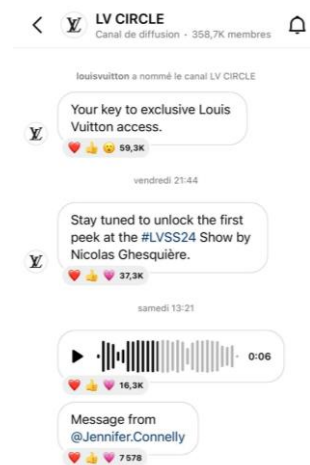 LV CIRCLE
Canal de diffusion • 358,7K membres
louisvuitton a nommé le canal LV CIRCLE
Your key to exclusive Louis
Vuitton access.
59,3K
vendredi 21:44
Stay tuned to unlock the first
peek at the #LVSS24 Show by
Nicolas Ghesquière.
37,3K
samedi 13:21
0:06
16,3K
Message from
@Jennifer.Connelly
7 578